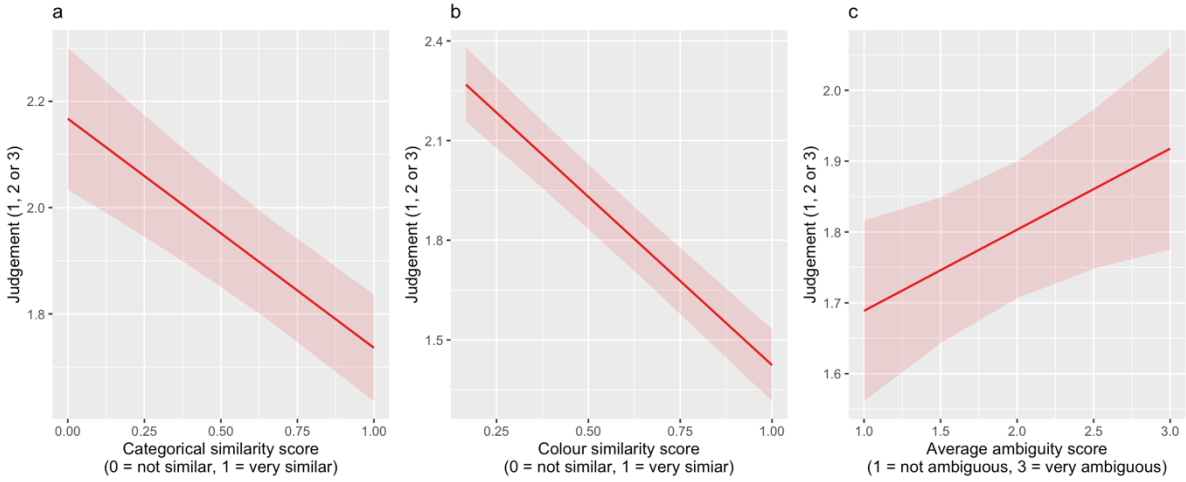 a
Judgement (1, 2 or 3)
2.2
2.0
1.8
0.00 0.25 0.50 0.75 1.00
Categorical similarity score
(0 = not similar, 1 = very similar)
b
Judgement (1, 2 or 3)
2.4
2.1
1.8
1.5
0.25 0.50 0.75 1.00
Colour similarity score
(0 = not similar, 1 = very simiar)
c
Judgement (1, 2 or 3)
2.0
1.9
1.8
1.7
1.6
1.0 1.5 2.0 2.5 3.0
Average ambiguity score
(1 = not ambiguous, 3 = very ambiguous)